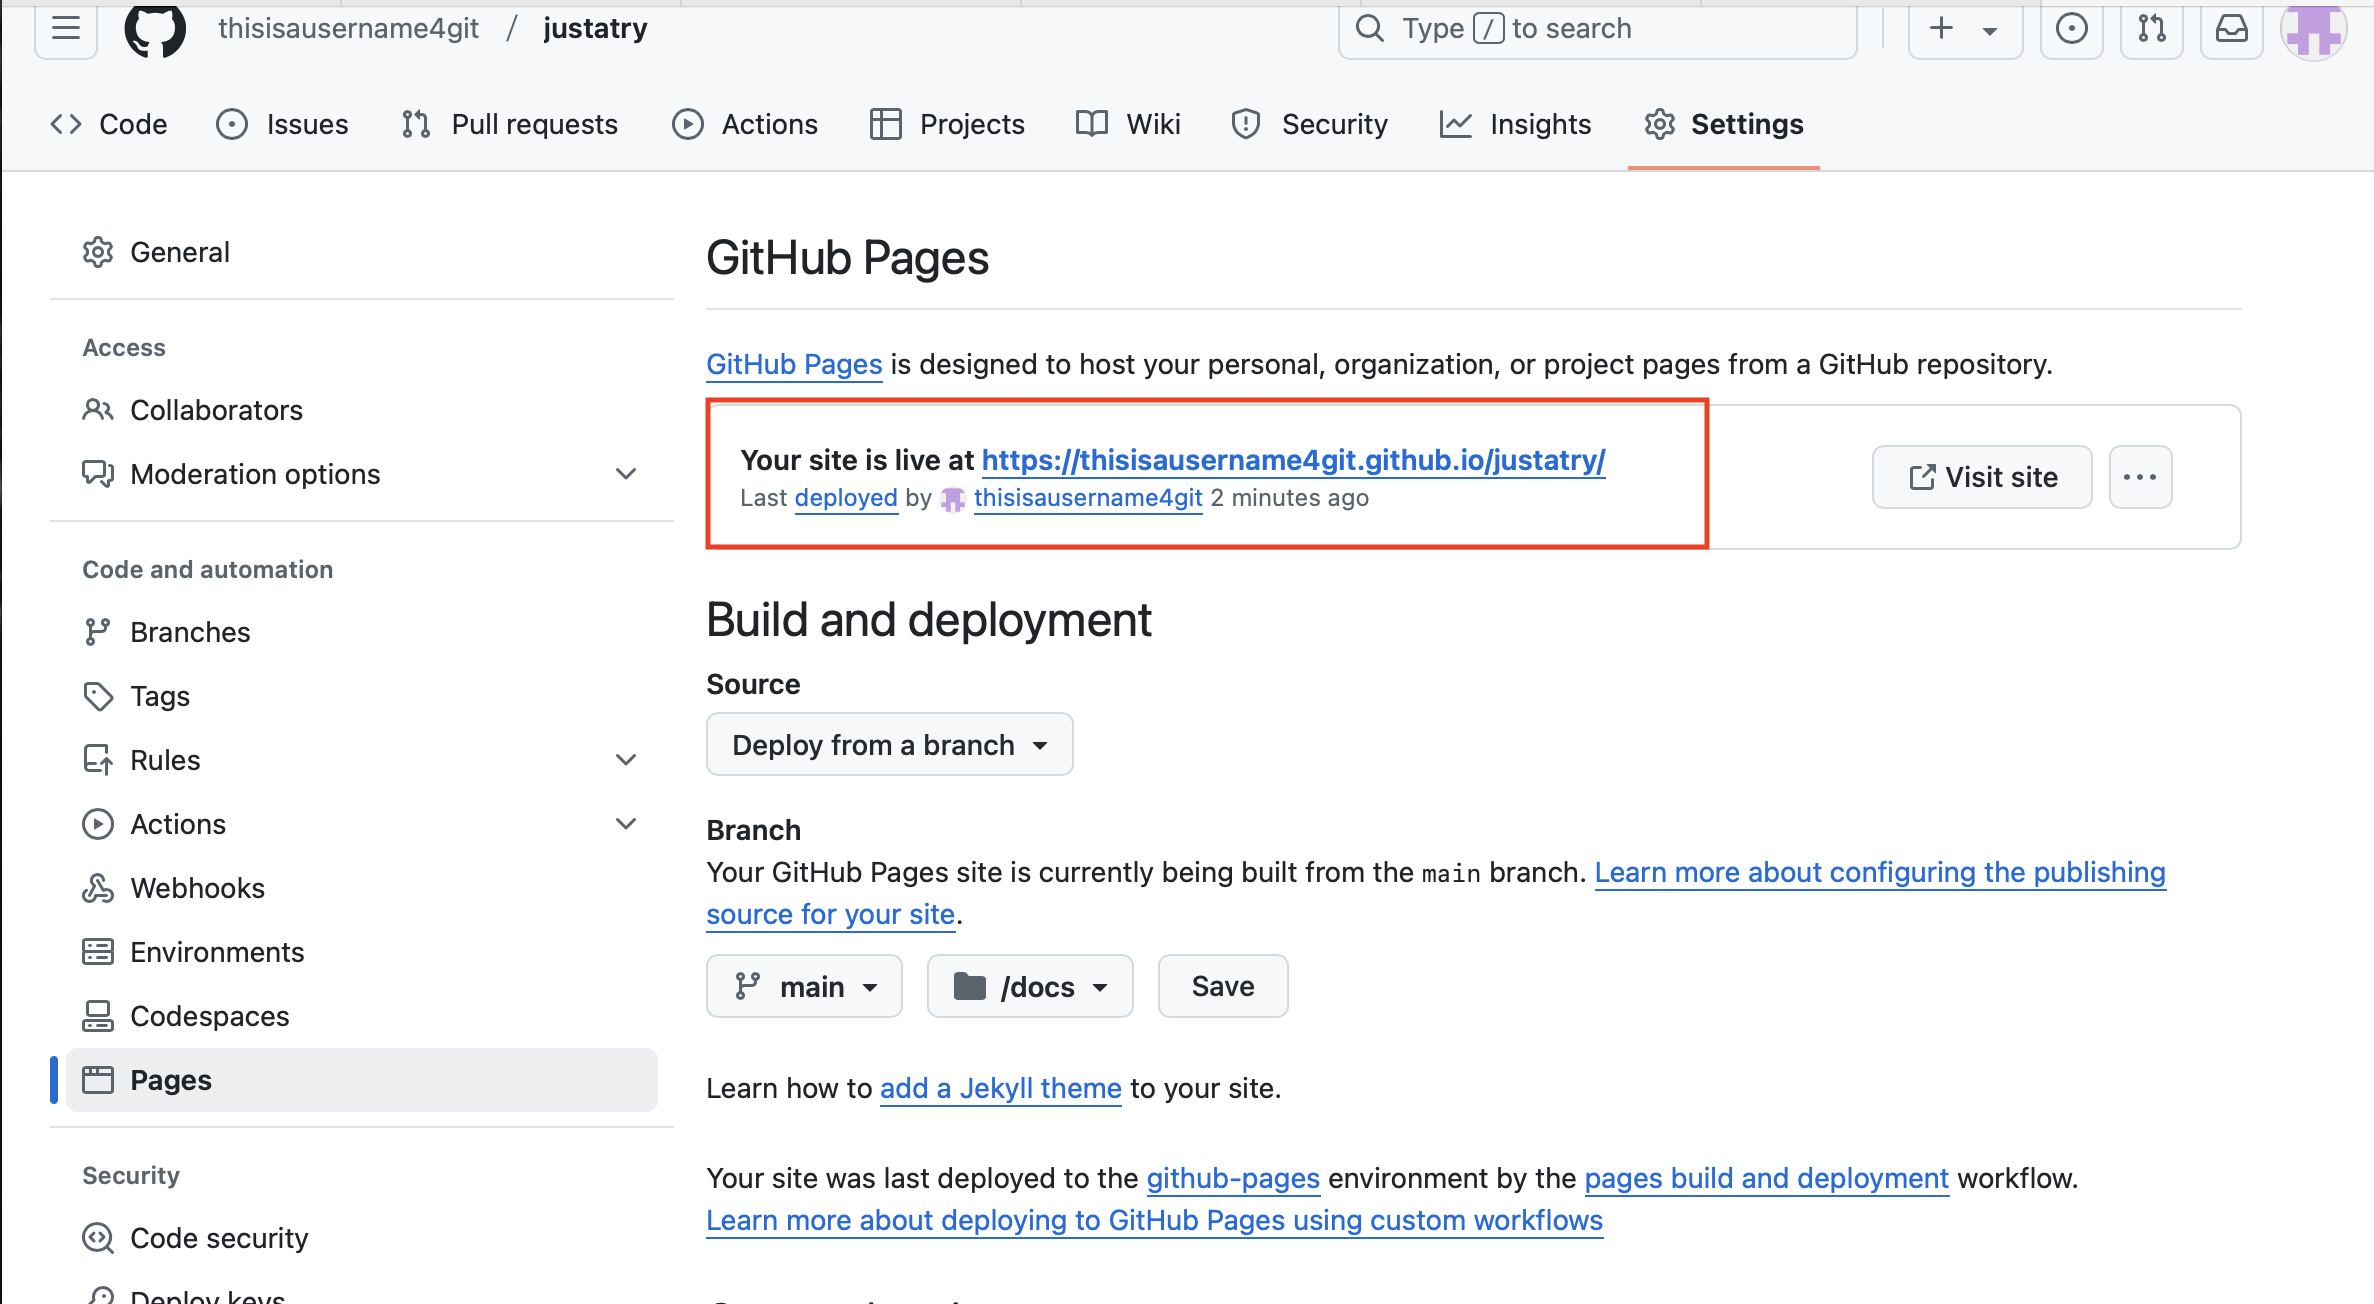 thisisausername4git / justatry
Type / to search
Code Issues Pull requests Actions Projects Wiki Security Insights Settings
General
Access
Collaborators
Moderation options
Code and automation
Branches
Tags
Rules
Actions
Webhooks
Environments
Codespaces
Pages
Security
Code security
Deploy keys
GitHub Pages
GitHub Pages is designed to host your personal, organization, or project pages from a GitHub repository.
Your site is live at https://thisisausername4git.github.io/justatry/
Last deployed by thisisausername4git 2 minutes ago
Visit site
Build and deployment
Source
Deploy from a branch
Branch
Your GitHub Pages site is currently being built from the main branch. Learn more about configuring the publishing
source for your site.
main /docs Save
Learn how to add a Jekyll theme to your site.
Your site was last deployed to the github-pages environment by the pages build and deployment workflow.
Learn more about deploying to GitHub Pages using custom workflows